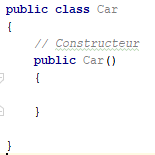 public class Car
{
// Constructeur
public Car()
{
}
}